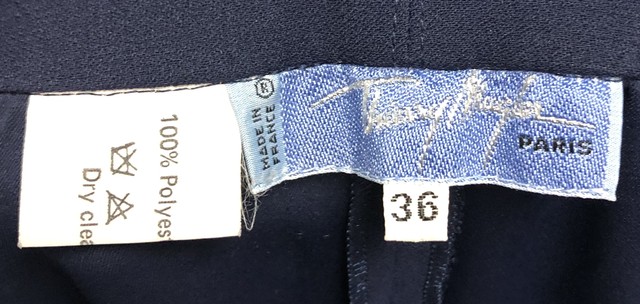 100% Polyes
Dry clea
MADE IN
FRANCE
®
Thierry Mugler
PARIS
36